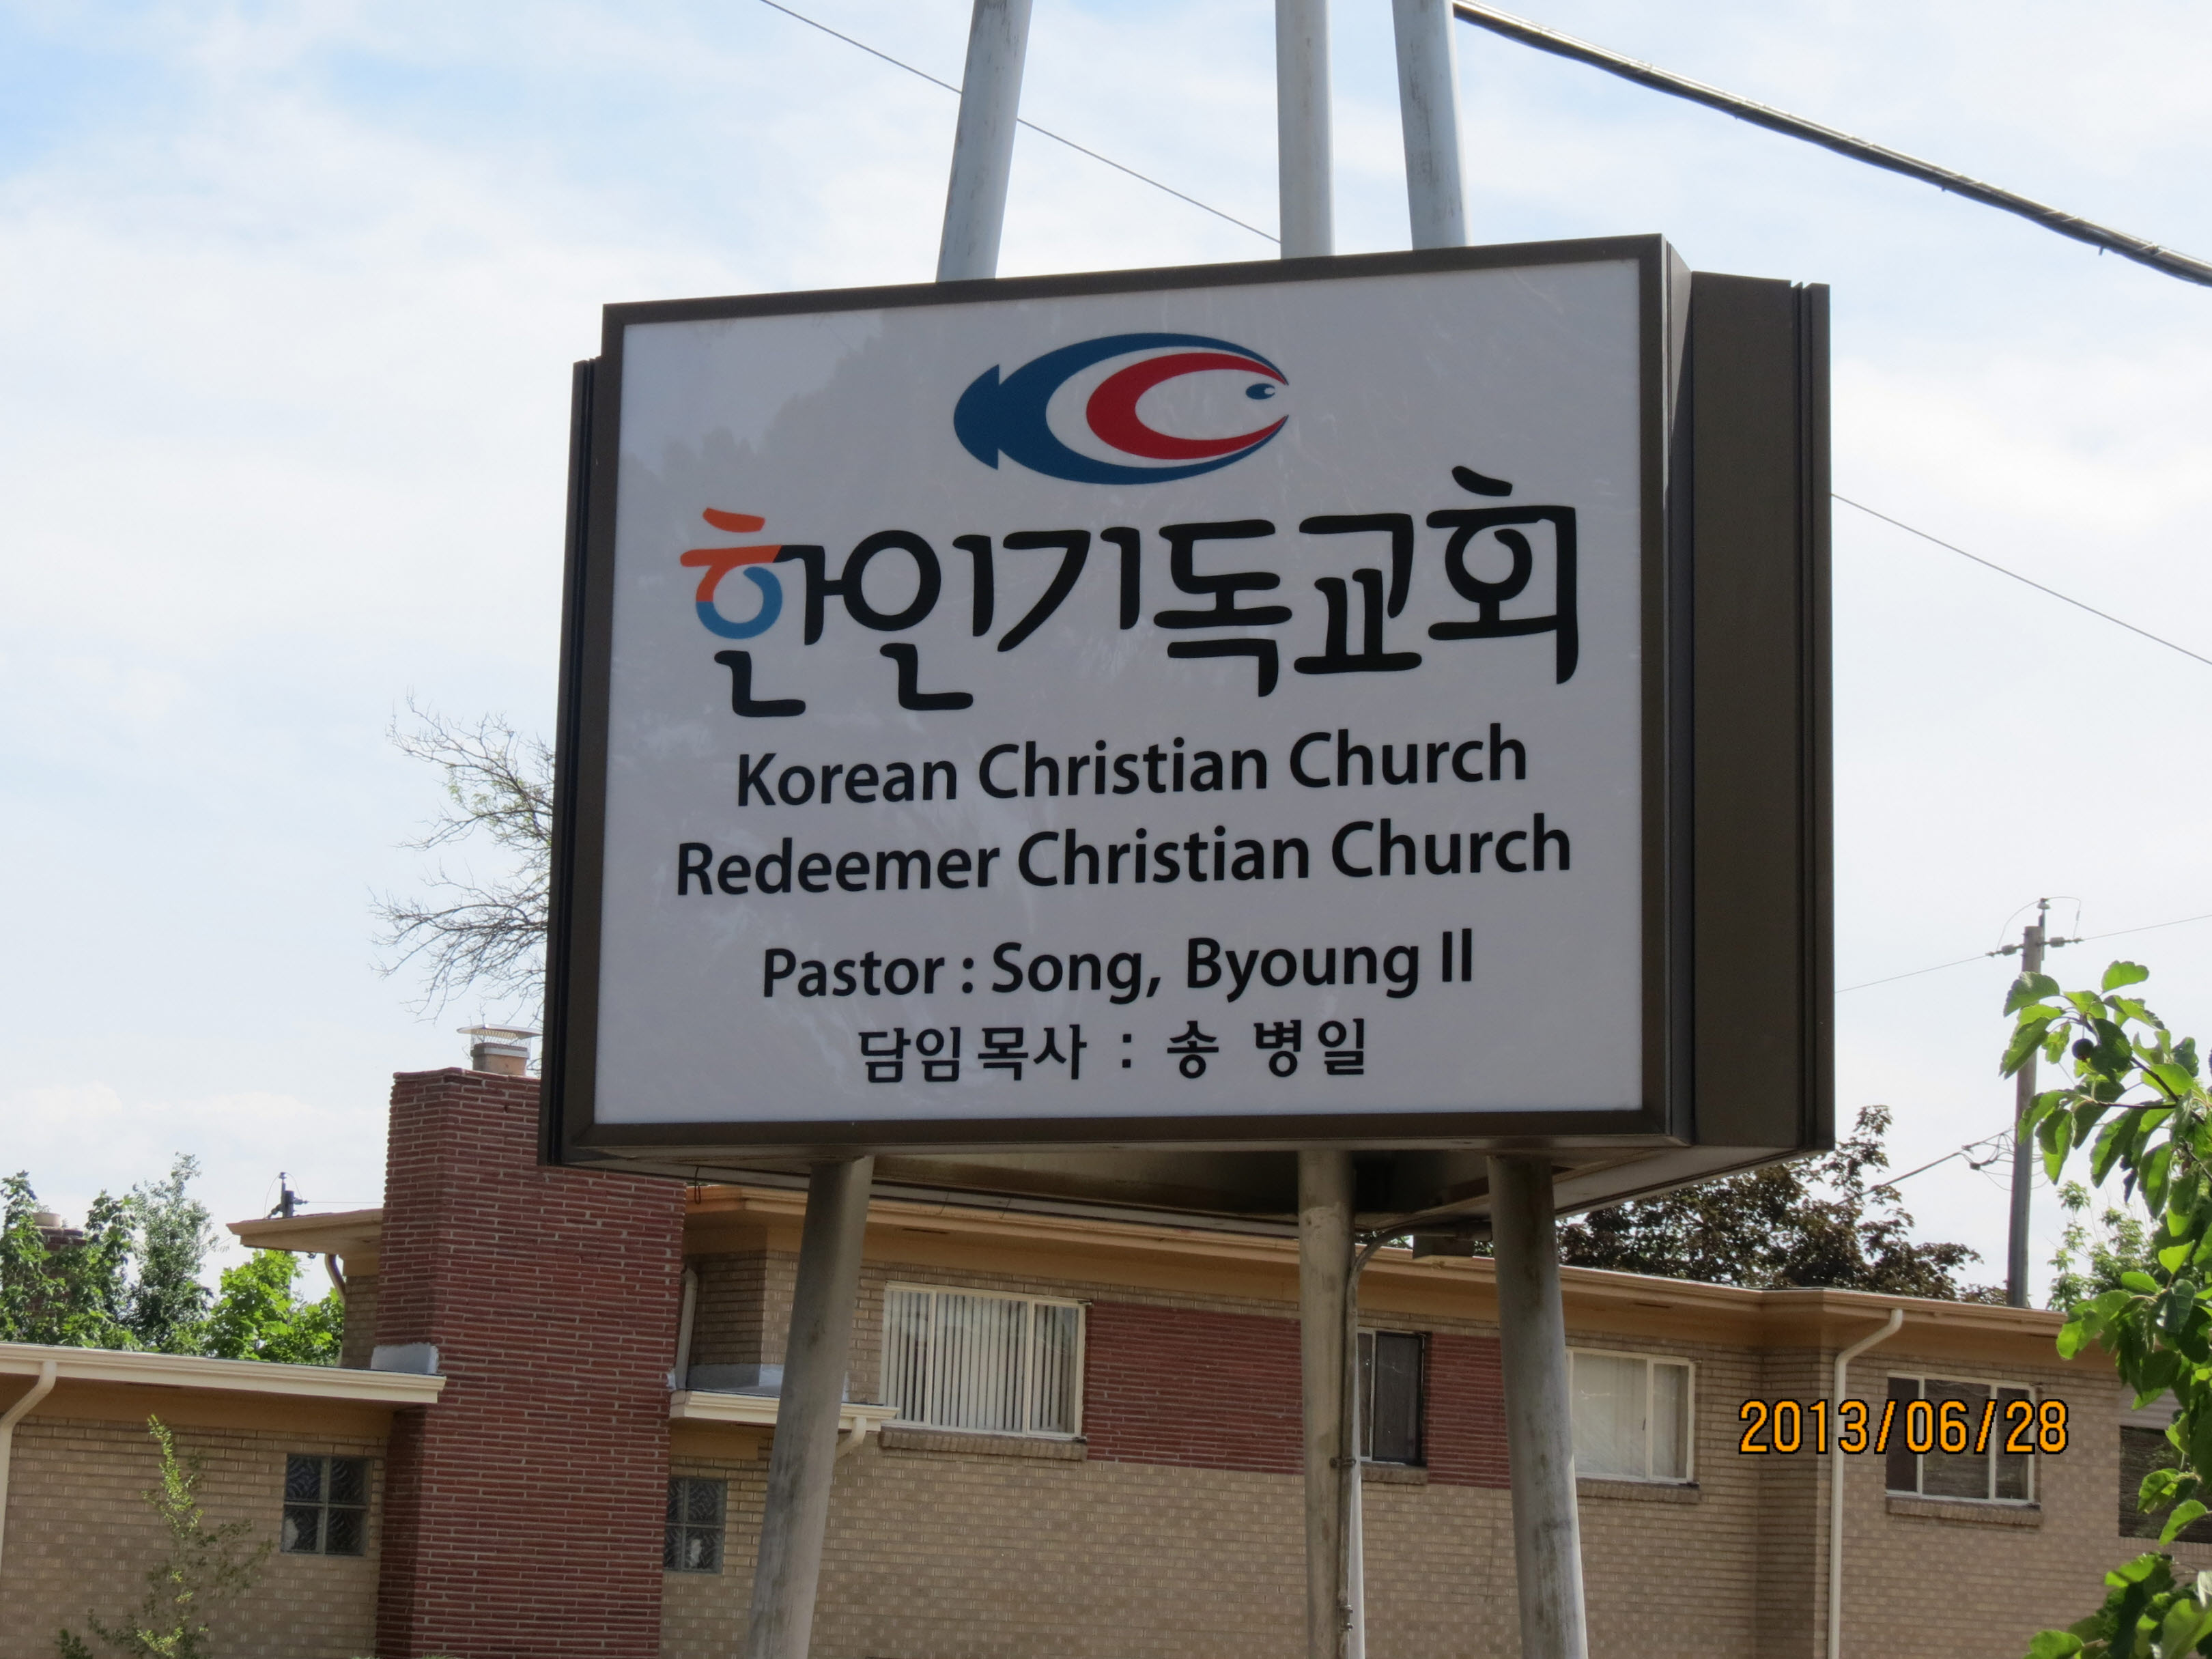 한인기독교회
Korean Christian Church
Redeemer Christian Church
Pastor : Song, Byoung Il
담임목사 : 송 병일
2013/06/28